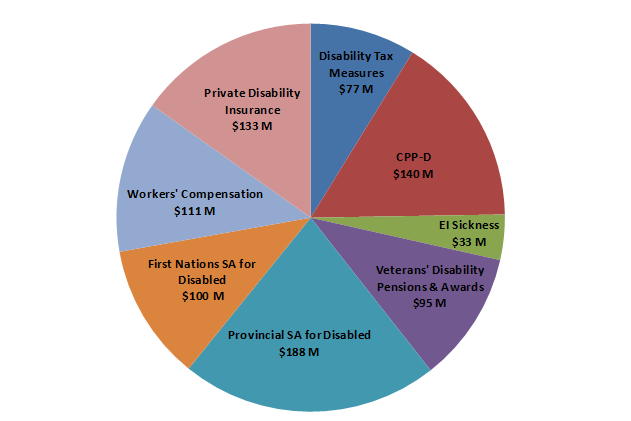 Disability Tax
Measures
$77 M
CPP-D
$140 M
EI Sickness
$33 M
Veterans' Disability
Pensions & Awards
$95 M
Provincial SA for Disabled
$188 M
First Nations SA for
Disabled
$100 M
Workers' Compensation
$111 M
Private Disability
Insurance
$133 M